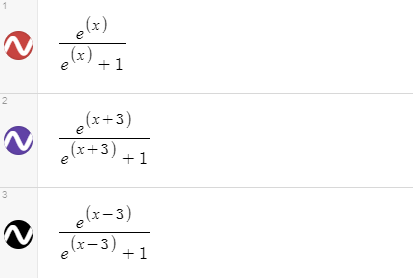 1
e^(x)
e^(x) + 1
2
e^(x+3)
e^(x+3) + 1
3
e^(x−3)
e^(x−3) + 1